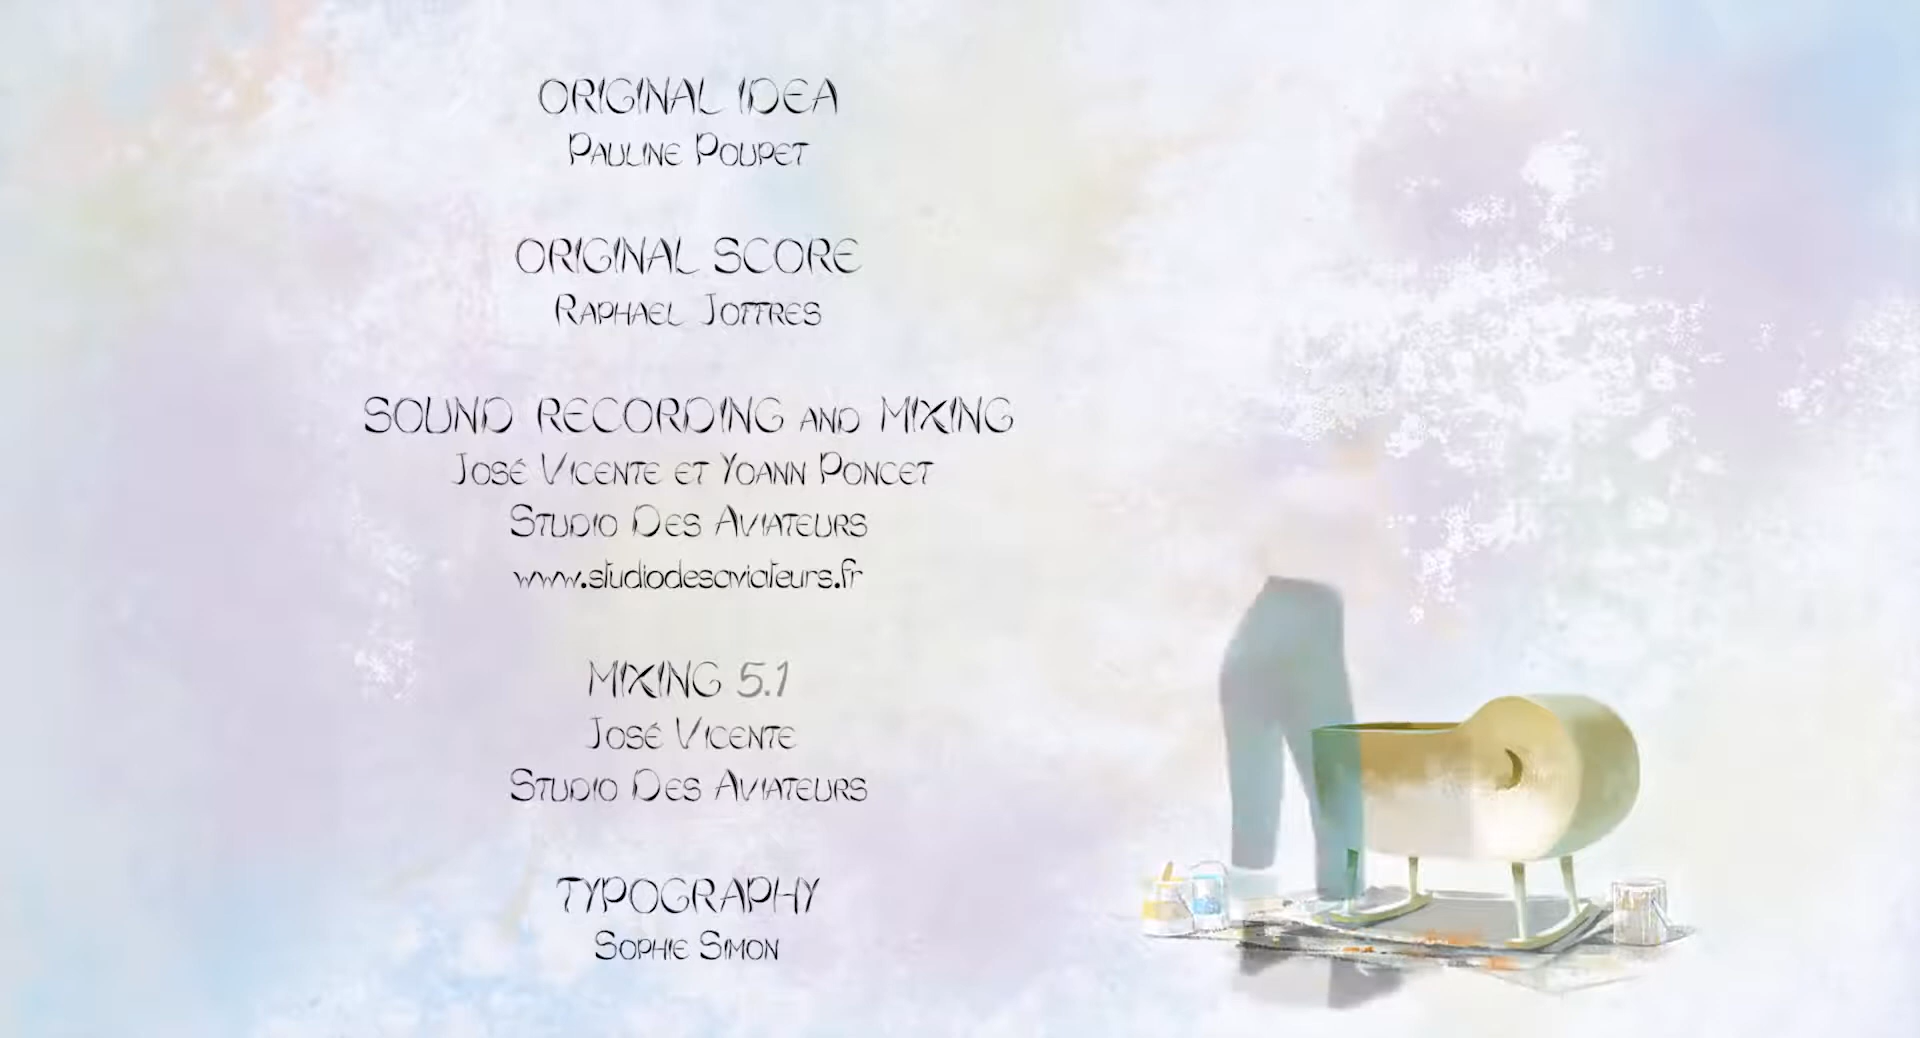 ORIGINAL IDEA
PAULINE POUPET
ORIGINAL SCORE
RAPHAEL JOFFRES
SOUND RECORDING AND MIXING
JOSÉ VICENTE ET YOANN PONCET
STUDIO DES AVIATEURS
www.studiodesaviateurs.fr
MIXING 5.1
JOSÉ VICENTE
STUDIO DES AVIATEURS
TYPOGRAPHY
SOPHIE SIMON